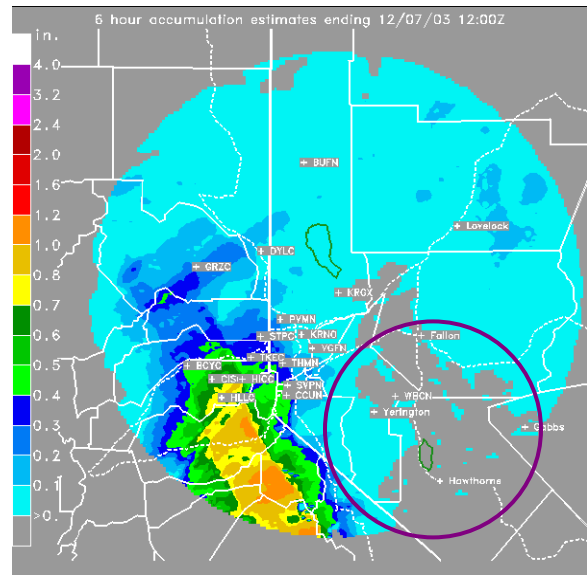 6 hour accumulation estimates ending 12/07/03 12:00Z
in.
4.0
3.2
2.4
2.0
1.6
1.2
1.0
0.8
0.7
0.6
0.5
0.4
0.3
0.2
0.1
>0.
BUFN
Lovelock
DYLC
GRZC
KRGX
PYMN
STPC
KRNO
Fallon
VGFN
TKEC
THMN
BCYC
HICC
SVPN
CCUN
HLLC
WBCN
Yerington
Gabbs
Hawthorne